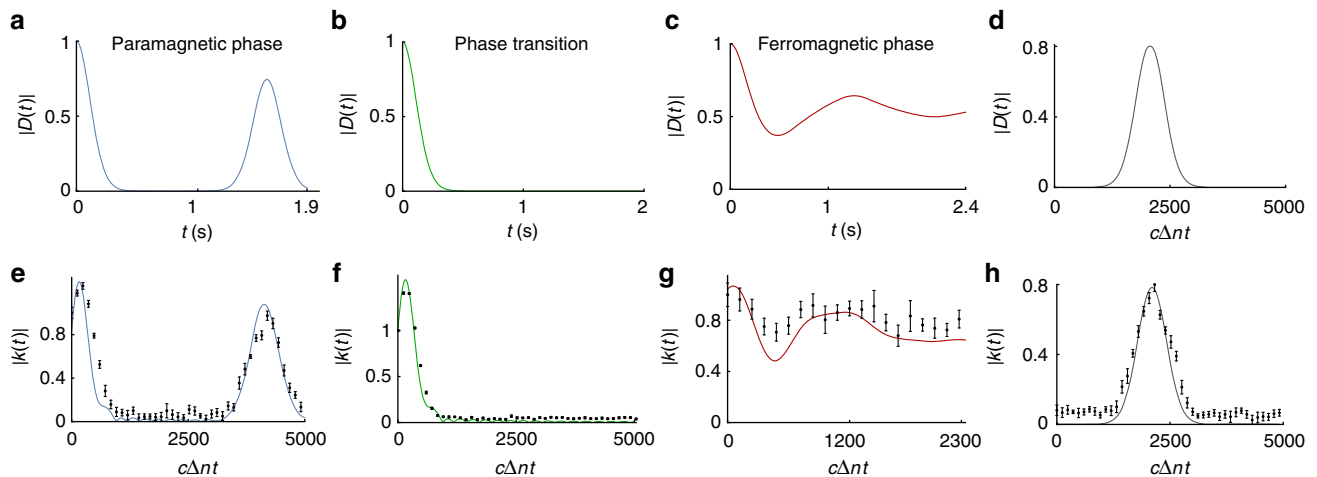 a
Paramagnetic phase
|D(t)|
1
0.5
0
0
1
1.9
t (s)
b
Phase transition
|D(t)|
1
0.5
0
0
1
2
t (s)
c
Ferromagnetic phase
|D(t)|
1
0.5
0
0
1
2.4
t (s)
d
|D(t)|
0.8
0.4
0
0
2500
5000
cΔnt
e
|k(t)|
0.8
0.4
0
0
2500
5000
cΔnt
f
|k(t)|
1
0.5
0
0
2500
5000
cΔnt
g
|k(t)|
0.8
0.4
0
0
1200
2300
cΔnt
h
|k(t)|
0.8
0.4
0
0
2500
5000
cΔnt